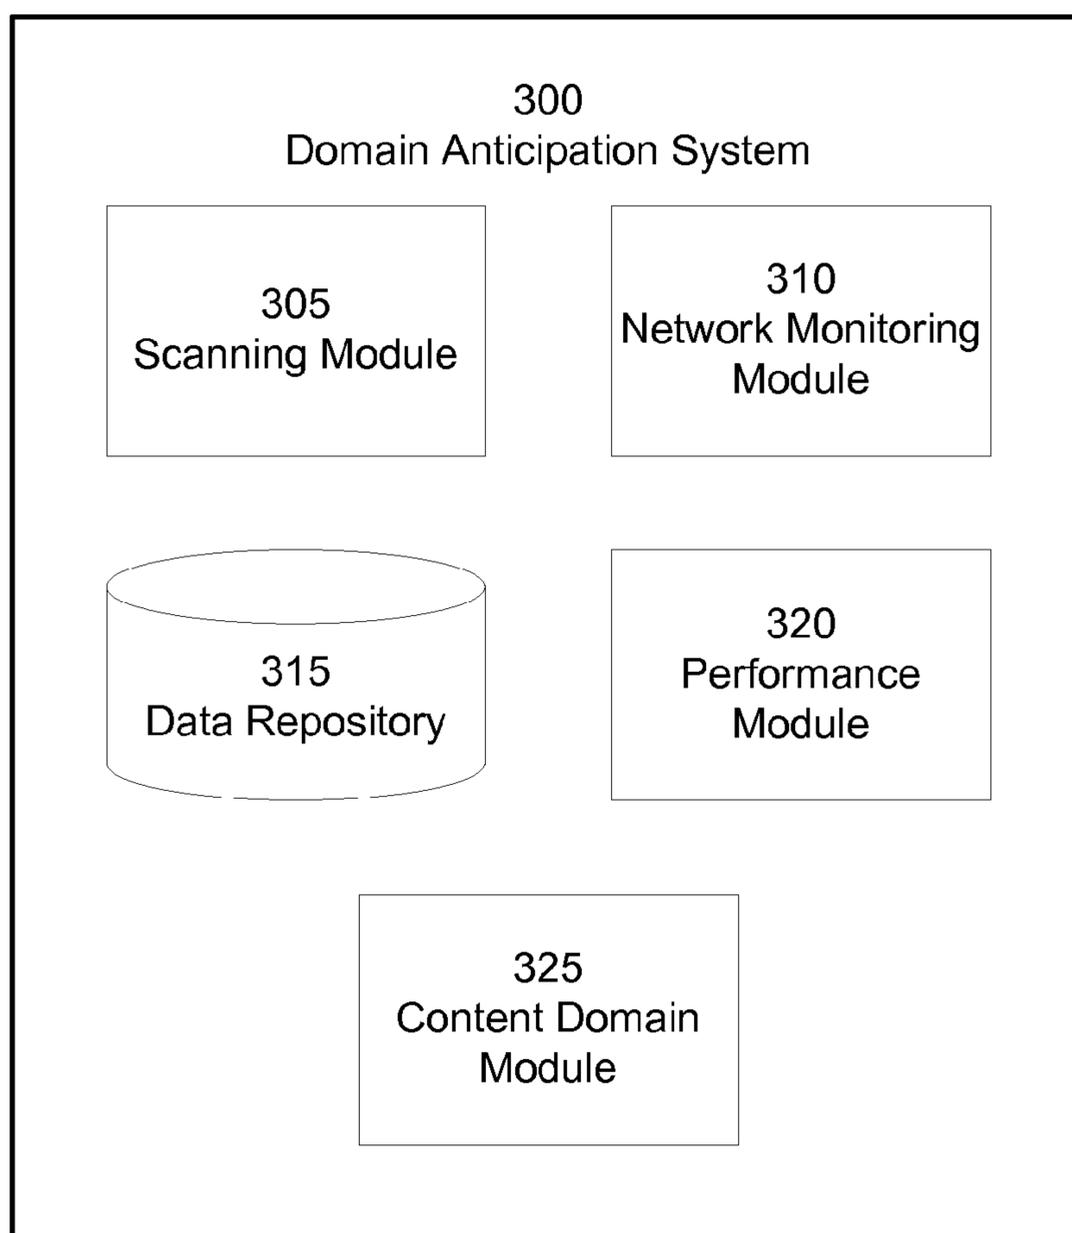 300
Domain Anticipation System
305
Scanning Module
310
Network Monitoring
Module
315
Data Repository
320
Performance
Module
325
Content Domain
Module